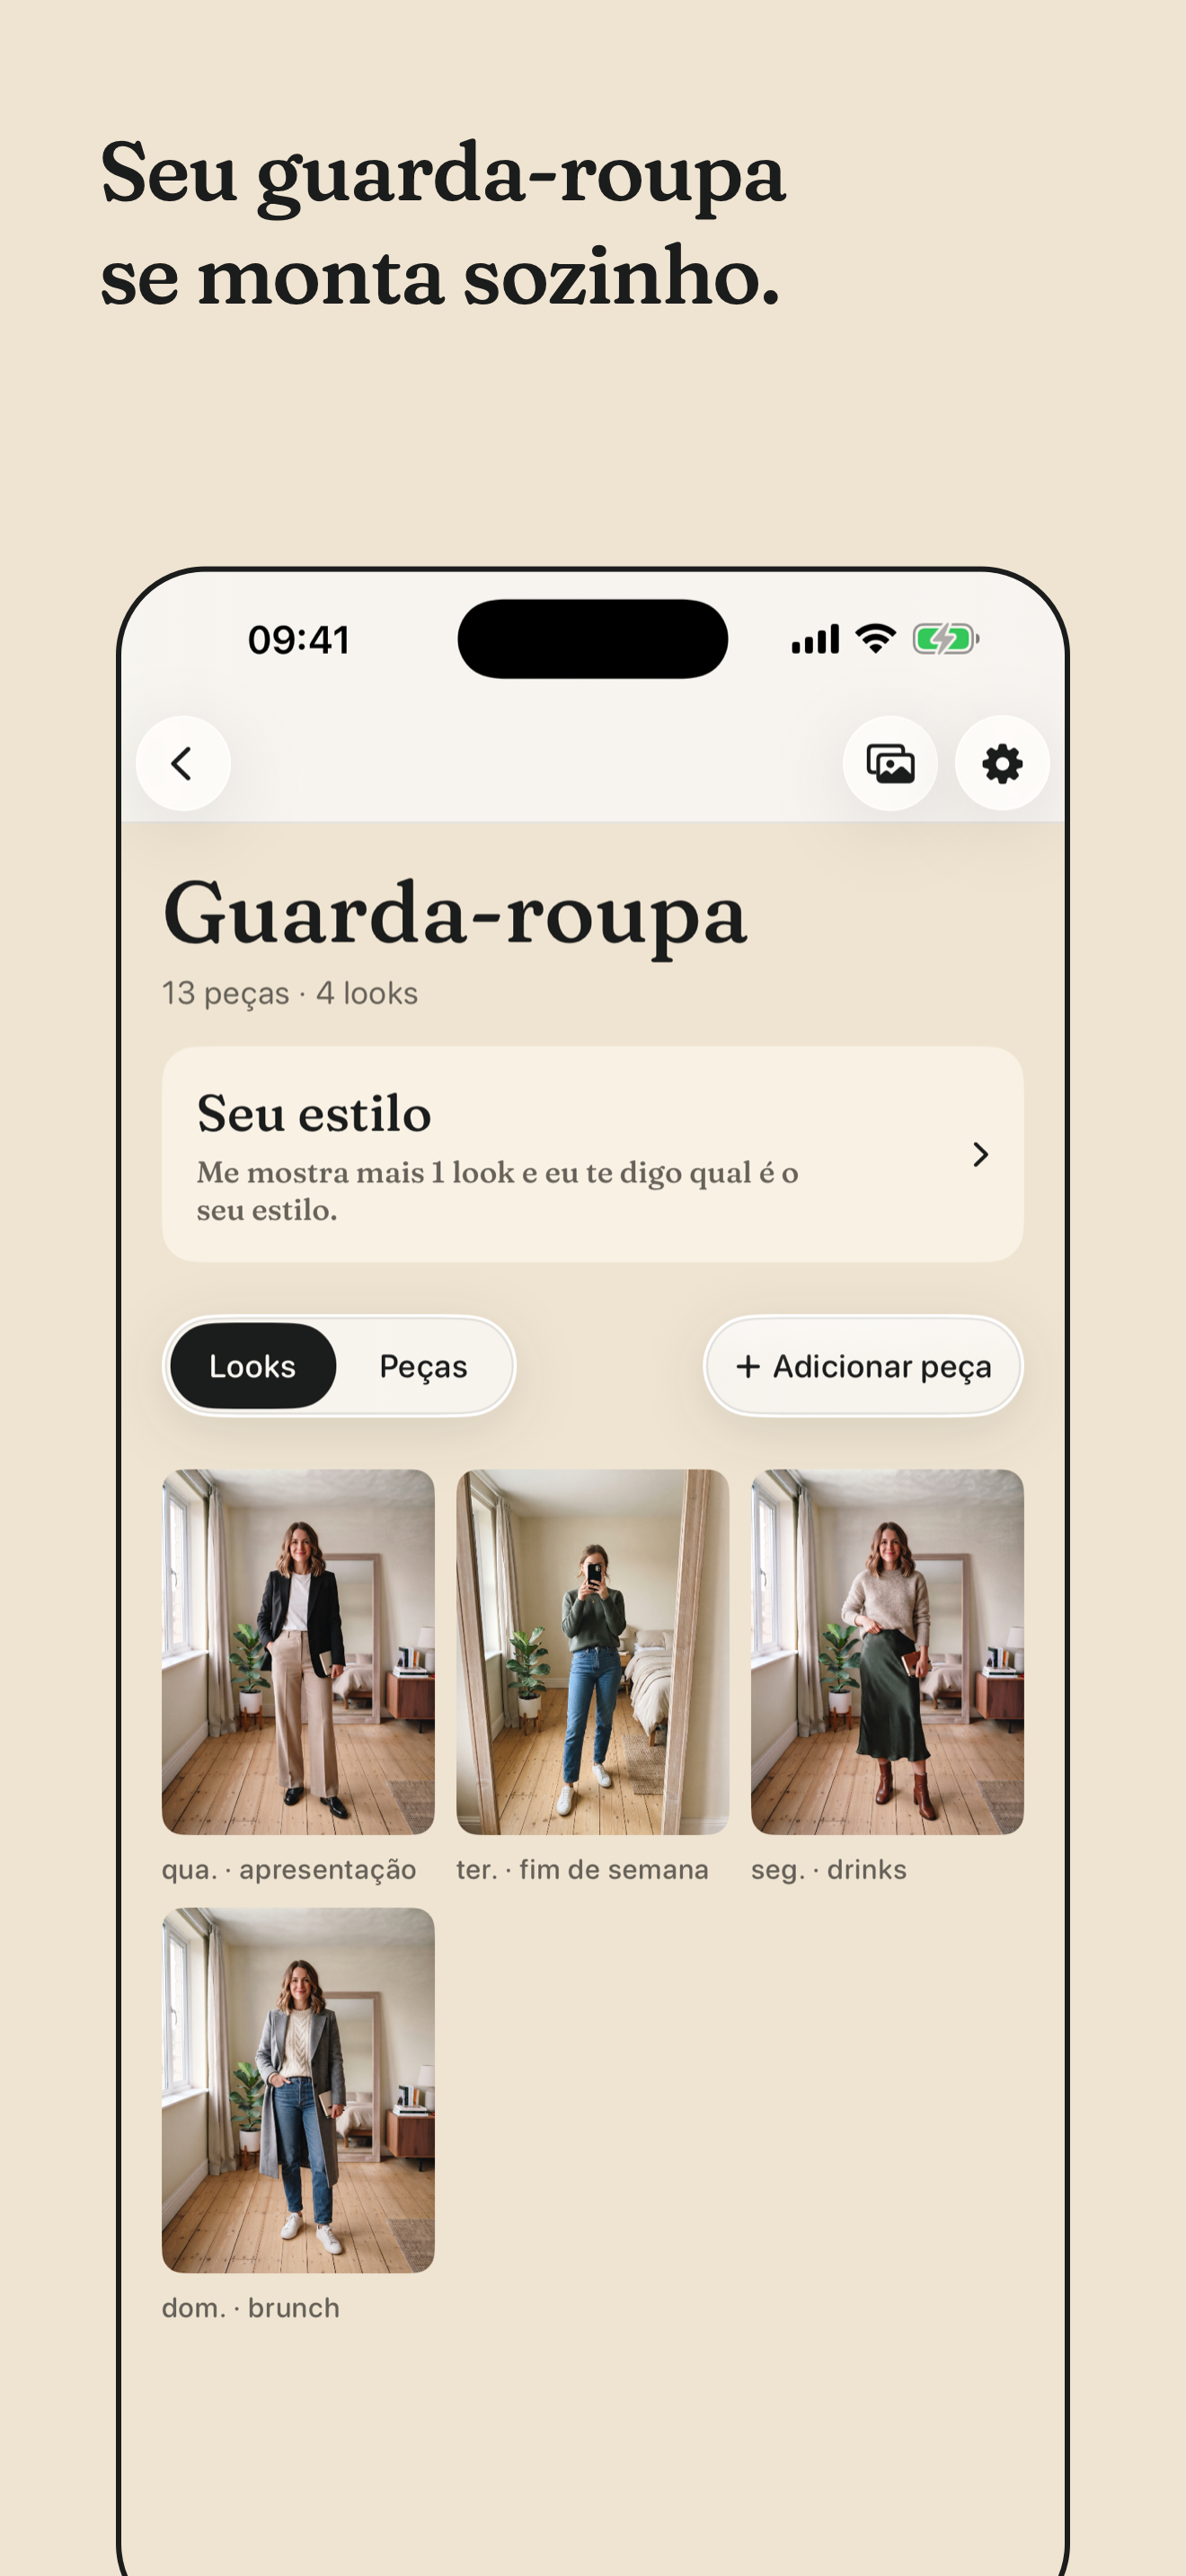 Seu guarda-roupa
se monta sozinho.
09:41
Guarda-roupa
13 peças · 4 looks
Seu estilo
Me mostra mais 1 look e eu te digo qual é o
seu estilo.
Looks
Peças
+ Adicionar peça
qua. · apresentação
ter. · fim de semana
seg. · drinks
dom. · brunch